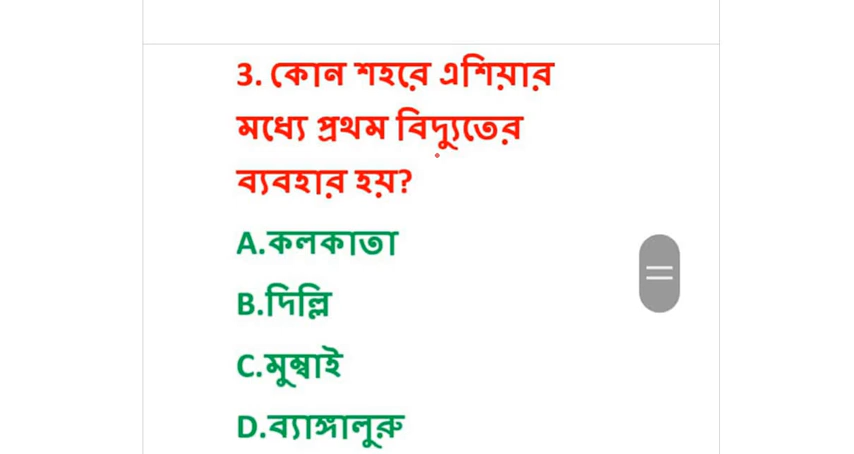 3. কোন শহরে এশিয়ার
মধ্যে প্রথম বিদ্যুতের
ব্যবহার হয়?
A.কলকাতা
B.দিল্লি
C.মুম্বাই
D.ব্যাঙ্গালুরু